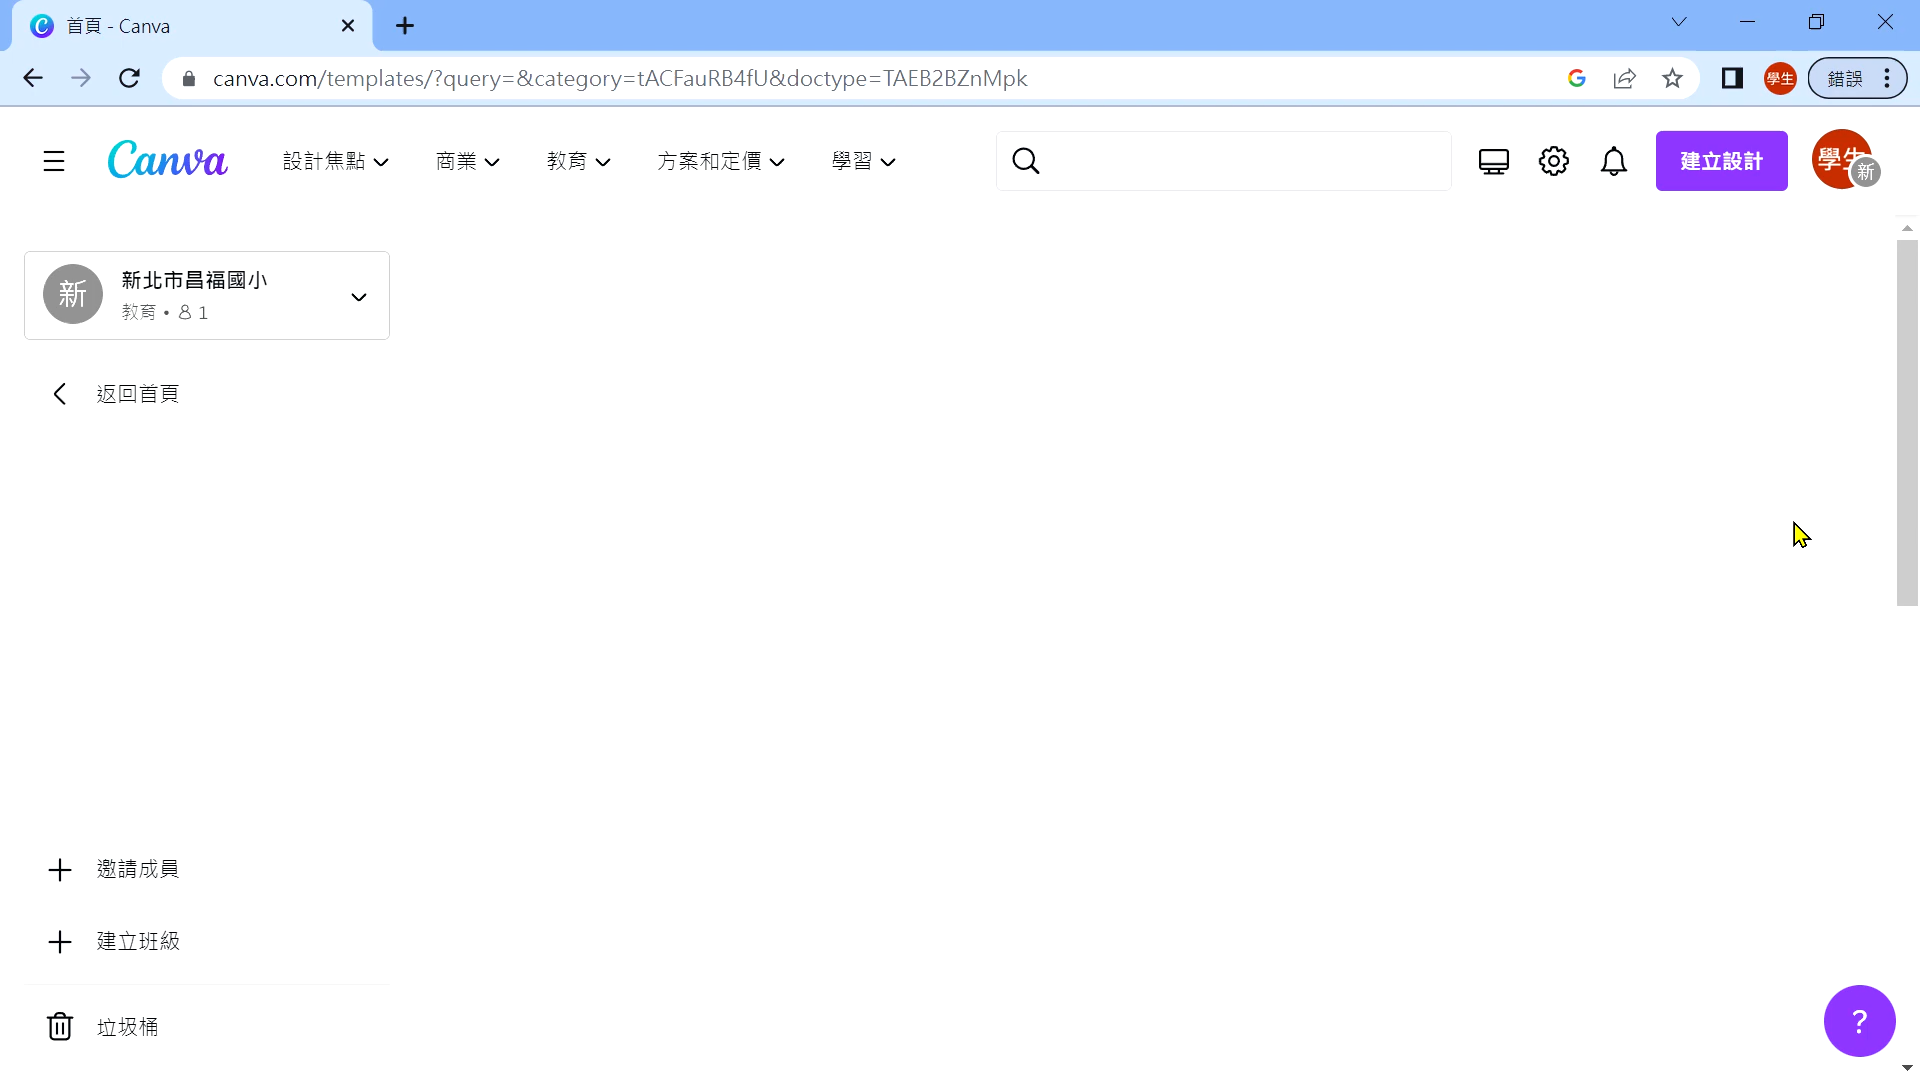 首頁 - Canva
canva.com/templates/?query=&category=tACFauRB4fU&doctype=TAEB2BZnMpk
學生
錯誤
Canva
設計焦點
商業
教育
方案和定價
學習
建立設計
學生
新
新
新北市昌福國小
教育 • 1
返回首頁
邀請成員
建立班級
垃圾桶
?